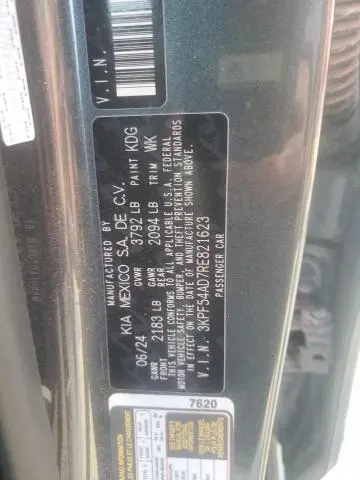 MANUFACTURED BY
KIA MEXICO S.A. DE C.V.
06/24 GVWR 3792 LB PAINT KDG
GAWR FRONT 2183 LB GAWR REAR 2094 LB TRIM WK
THIS VEHICLE CONFORMS TO ALL APPLICABLE U.S.A. FEDERAL
MOTOR VEHICLE SAFETY, BUMPER, AND THEFT PREVENTION STANDARDS
IN EFFECT ON THE DATE OF MANUFACTURE SHOWN ABOVE.
V.I.N. 3KPF54AD7RE821623
PASSENGER CAR
V.I.N.
7620